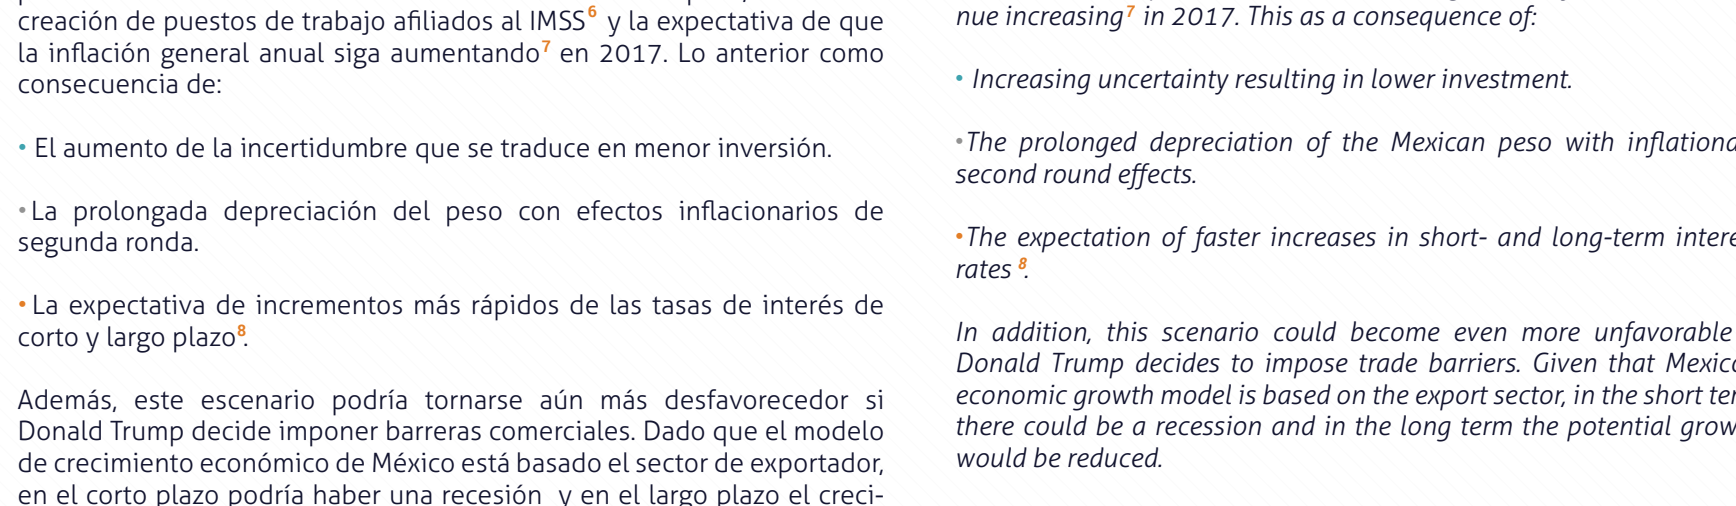 creación de puestos de trabajo afiliados al IMSS6 y la expectativa de que
la inflación general anual siga aumentando7 en 2017. Lo anterior como
consecuencia de:
• El aumento de la incertidumbre que se traduce en menor inversión.
•La prolongada depreciación del peso con efectos inflacionarios de
segunda ronda.
•La expectativa de incrementos más rápidos de las tasas de interés de
corto y largo plazo8.
Además, este escenario podría tornarse aún más desfavorecedor si
Donald Trump decide imponer barreras comerciales. Dado que el modelo
de crecimiento económico de México está basado el sector de exportador,
en el corto plazo podría haber una recesión y en el largo plazo el creci-
nue increasing7 in 2017. This as a consequence of:
• Increasing uncertainty resulting in lower investment.
•The prolonged depreciation of the Mexican peso with
second round effects.
•The expectation of faster increases in short- and long-term
rates 8.
In addition, this scenario could become even more unfavorable
Donald Trump decides to impose trade barriers. Given that
economic growth model is based on the export sector, in the short
there could be a recession and in the long term the potential
would be reduced.